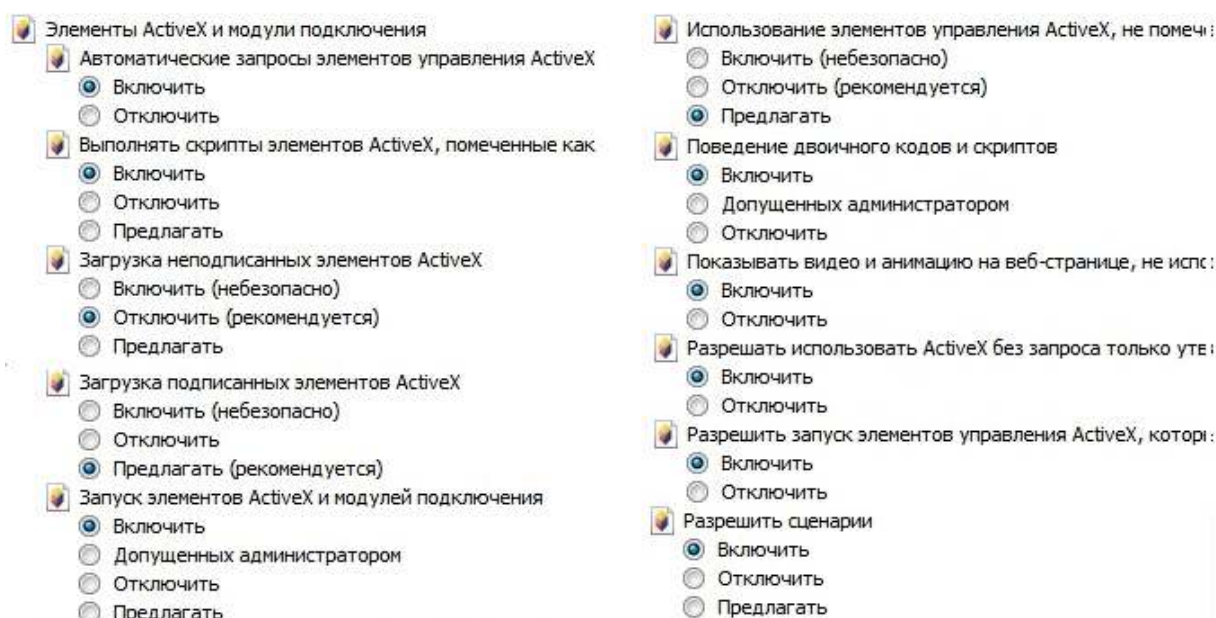 Элементы ActiveX и модули подключения
Автоматические запросы элементов управления ActiveX
Включить
Отключить
Выполнять скрипты элементов ActiveX, помеченные как
Включить
Отключить
Предлагать
Загрузка неподписанных элементов ActiveX
Включить (небезопасно)
Отключить (рекомендуется)
Предлагать
Загрузка подписанных элементов ActiveX
Включить (небезопасно)
Отключить
Предлагать (рекомендуется)
Запуск элементов ActiveX и модулей подключения
Включить
Допущенных администратором
Отключить
Предлагать
Использование элементов управления ActiveX, не помеч
Включить (небезопасно)
Отключить (рекомендуется)
Предлагать
Поведение двоичного кодов и скриптов
Включить
Допущенных администратором
Отключить
Показывать видео и анимацию на веб-странице, не испо
Включить
Отключить
Разрешать использовать ActiveX без запроса только утв
Включить
Отключить
Разрешить запуск элементов управления ActiveX, котор
Включить
Отключить
Разрешить сценарии
Включить
Отключить
Предлагать